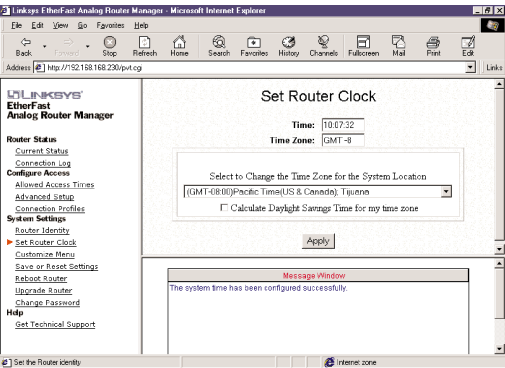 Linksys EtherFast Analog Router Manager - Microsoft Internet Explorer
File Edit View Go Favorites Help
Back Forward Stop Refresh Home Search Favorites History Channels Fullscreen Mail Print Edit
Address http://192.168.168.230/pvt.cgi Links
LINKSYS®
EtherFast
Analog Router Manager
Router Status
Current Status
Connection Log
Configure Access
Allowed Access Times
Advanced Setup
Connection Profiles
System Settings
Router Identity
Set Router Clock
Customize Menu
Save or Reset Settings
Reboot Router
Upgrade Router
Change Password
Help
Get Technical Support
Set Router Clock
Time: 10:07:32
Time Zone: GMT -8
Select to Change the Time Zone for the System Location
(GMT-08:00)Pacific Time(US & Canada); Tijuana
Calculate Daylight Savings Time for my time zone
Apply
Message Window
The system time has been configured successfully.
Set the Router identity
Internet zone